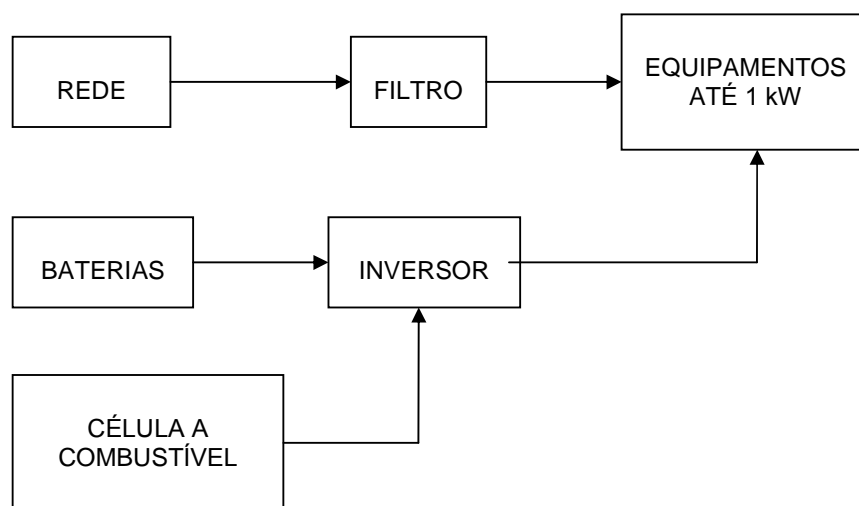 REDE
FILTRO
EQUIPAMENTOS
ATÉ 1 kW
BATERIAS
INVERSOR
CÉLULA A
COMBUSTÍVEL